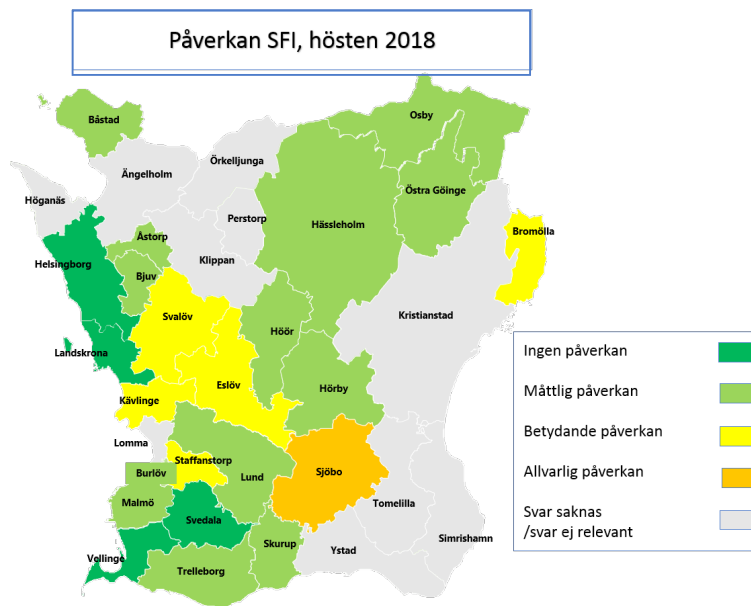 Påverkan SFI, hösten 2018
Osby
Båstad
Örkelljunga
Ängelholm
Östra Göinge
Höganäs
Perstorp
Hässleholm
Bromölla
Åstorp
Klippan
Helsingborg
Bjuv
Kristianstad
Svalöv
Höör
Landskrona
Eslöv
Hörby
Kävlinge
Lomma
Staffanstorp
Sjöbo
Burlöv
Lund
Malmö
Tomelilla
Svedala
Simrishamn
Skurup
Vellinge
Ystad
Trelleborg
Ingen påverkan
Måttlig påverkan
Betydande påverkan
Allvarlig påverkan
Svar saknas
/svar ej relevant